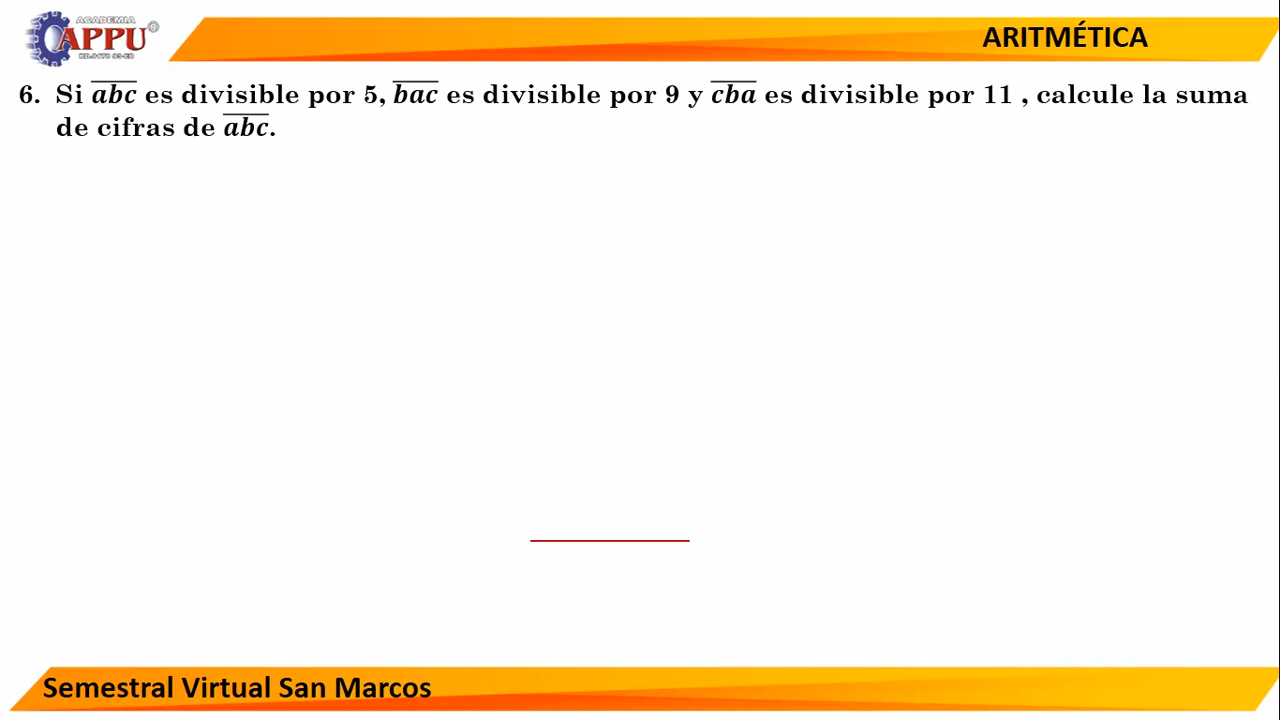 ACADEMIA
APPU
ARITMÉTICA
6. Si abc es divisible por 5, bac es divisible por 9 y cba es divisible por 11 , calcule la suma
de cifras de abc.
Semestral Virtual San Marcos